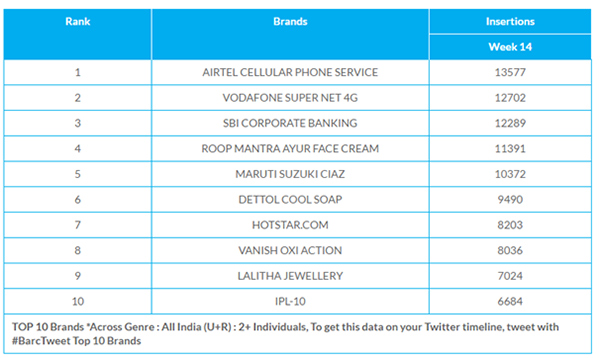 Rank Brands Insertions
Week 14
1 AIRTEL CELLULAR PHONE SERVICE 13577
2 VODAFONE SUPER NET 4G 12702
3 SBI CORPORATE BANKING 12289
4 ROOP MANTRA AYUR FACE CREAM 11391
5 MARUTI SUZUKI CIAZ 10372
6 DETTOL COOL SOAP 9490
7 HOTSTAR.COM 8203
8 VANISH OXI ACTION 8036
9 LALITHA JEWELLERY 7024
10 IPL-10 6684
TOP 10 Brands *Across Genre : All India (U+R) : 2+ Individuals, To get this data on your Twitter timeline, tweet with
#BarcTweet Top 10 Brands